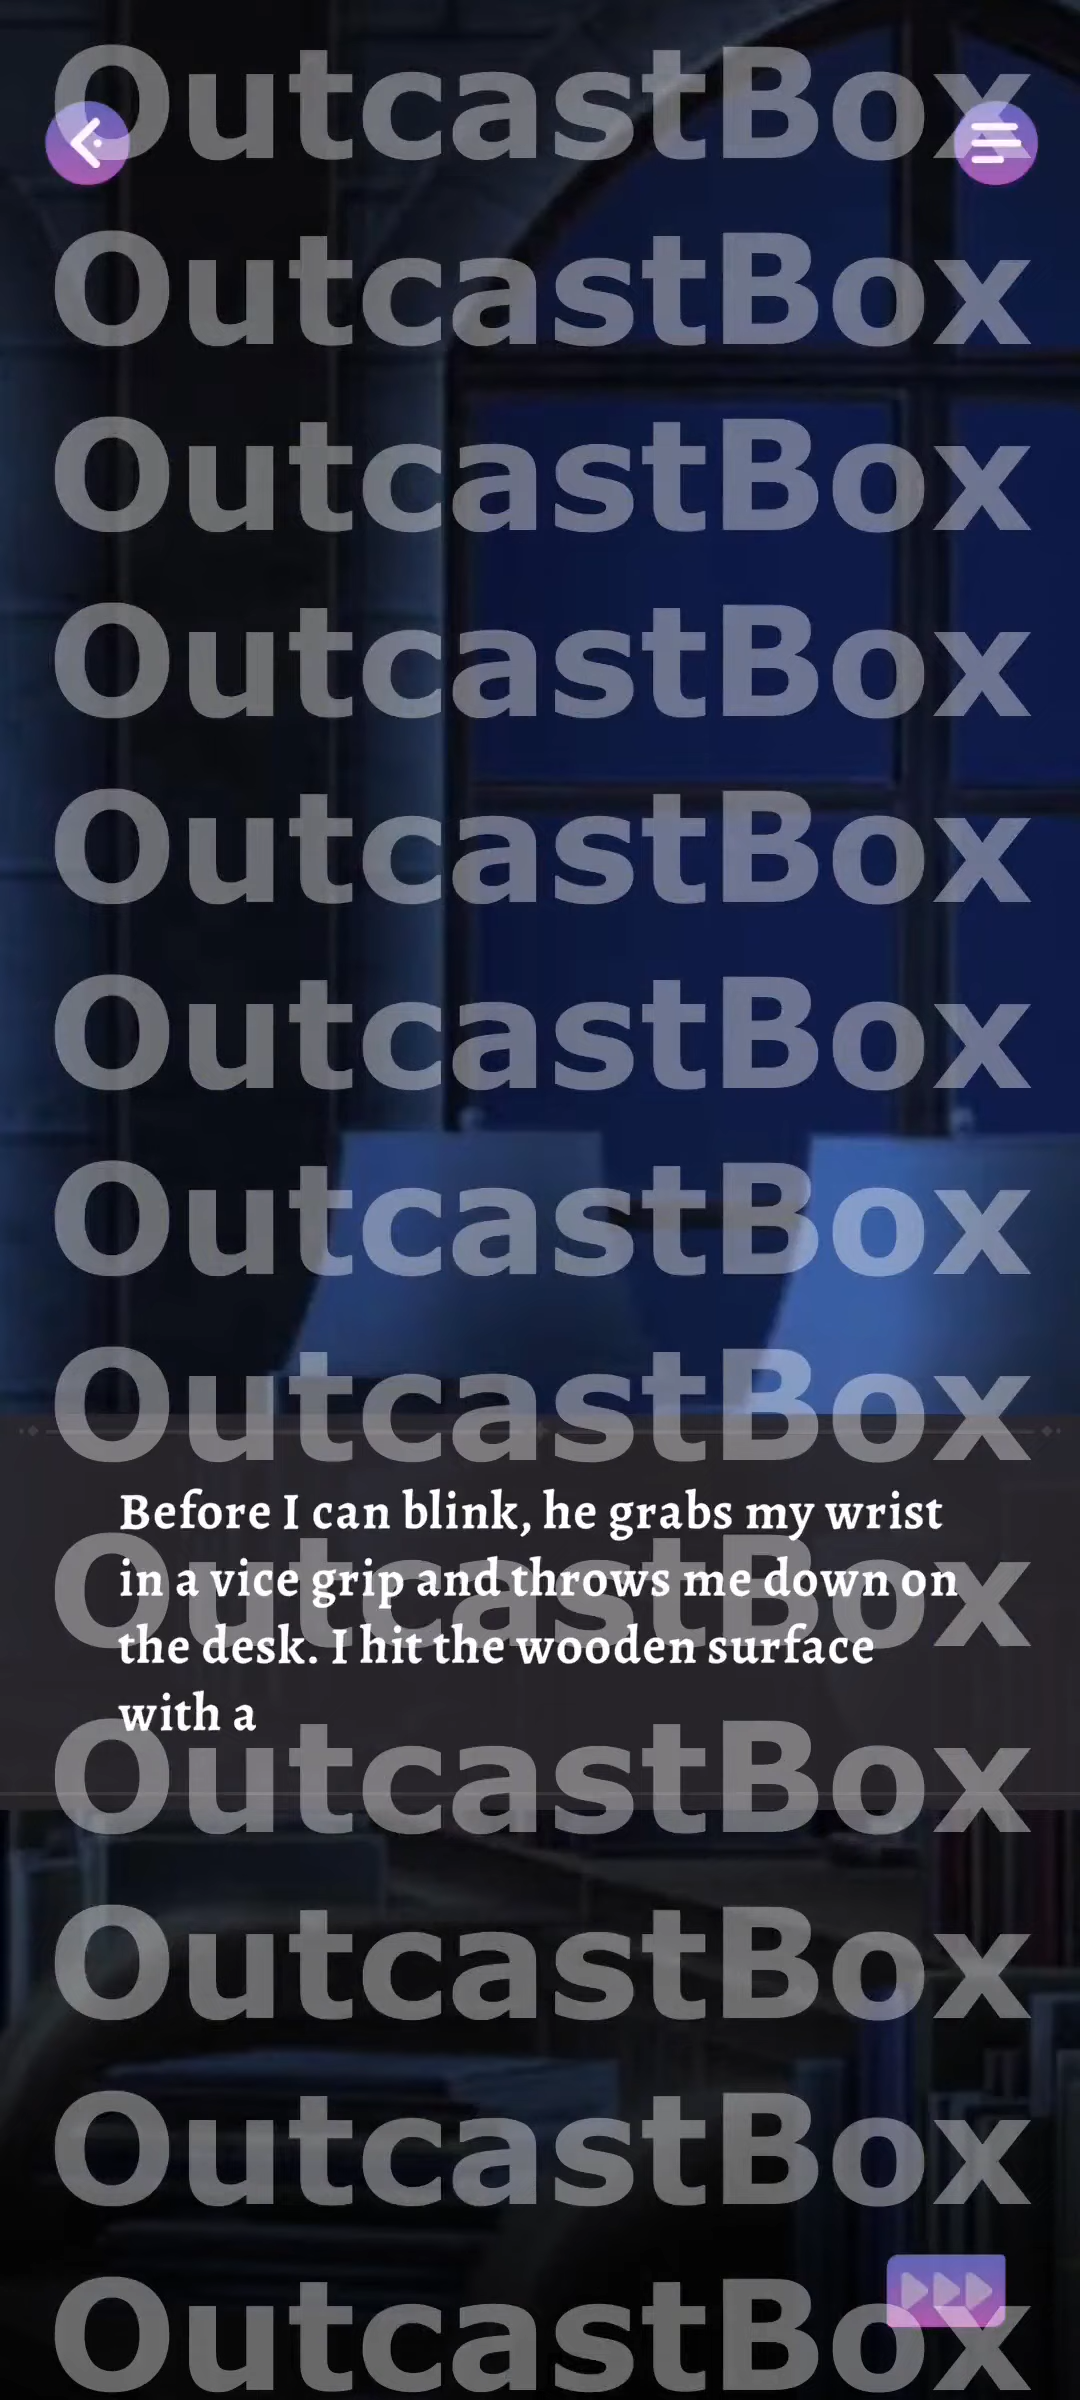 OutcastBox
OutcastBox
OutcastBox
OutcastBox
OutcastBox
OutcastBox
OutcastBox
OutcastBox
Before I can blink, he grabs my wrist
OutcastBox
in a vice grip and throws me down on
the desk. I hit the wooden surface
with a
OutcastBox
OutcastBox
OutcastBox
OutcastBox